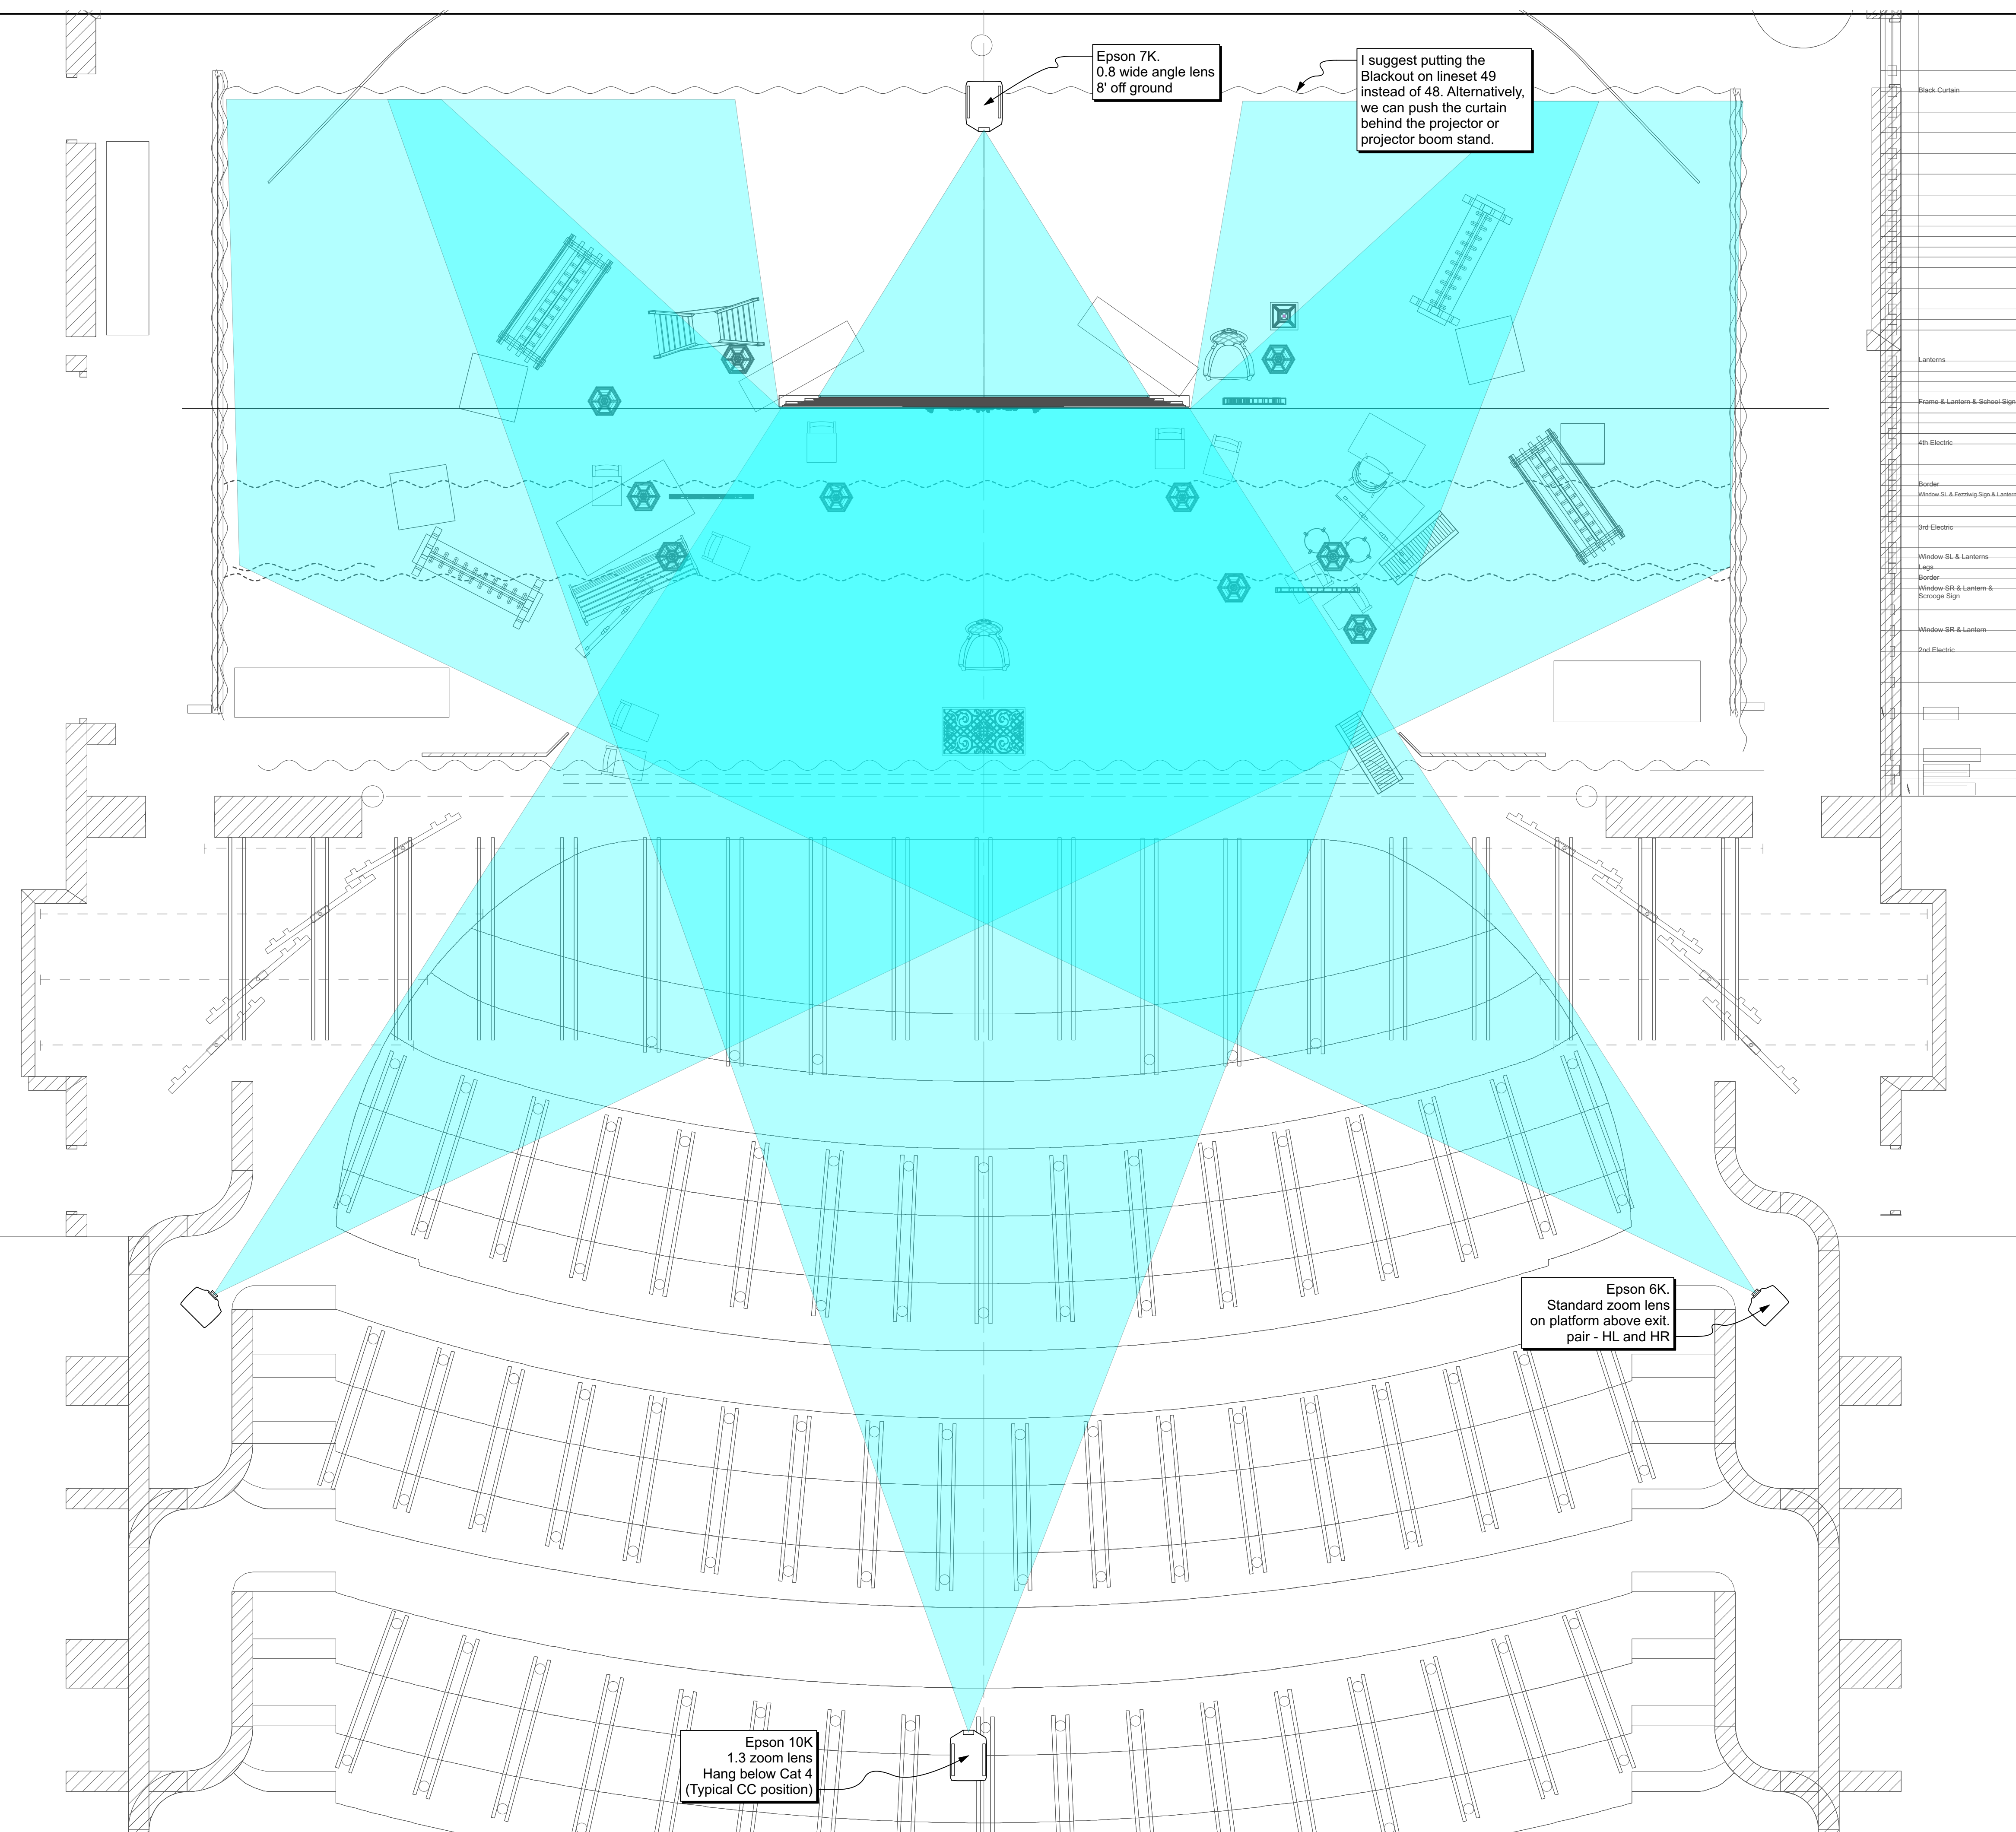 Epson 7K.
0.8 wide angle lens
8' off ground
I suggest putting the
Blackout on lineset 49
instead of 48. Alternatively,
we can push the curtain
behind the projector or
projector boom stand.
Black Curtain
Lanterns
Frame & Lantern & School Sign
4th Electric
Border
Window SL & Fezziwig Sign & Lantern
3rd Electric
Window SL & Lanterns
Legs
Border
Window SR & Lantern &
Scrooge Sign
Window SR & Lantern
2nd Electric
Epson 6K.
Standard zoom lens
on platform above exit.
pair - HL and HR
Epson 10K
1.3 zoom lens
Hang below Cat 4
(Typical CC position)